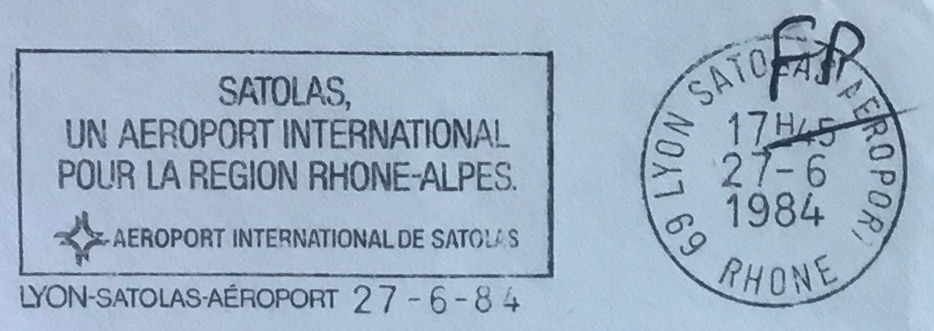 SATOLAS,
UN AEROPORT INTERNATIONAL
POUR LA REGION RHONE-ALPES.
AEROPORT INTERNATIONAL DE SATOLAS
LYON-SATOLAS-AÉROPORT 27-6-84
FP
69 LYON SATOLAS AEROPORT
17H45
27-6
1984
RHONE